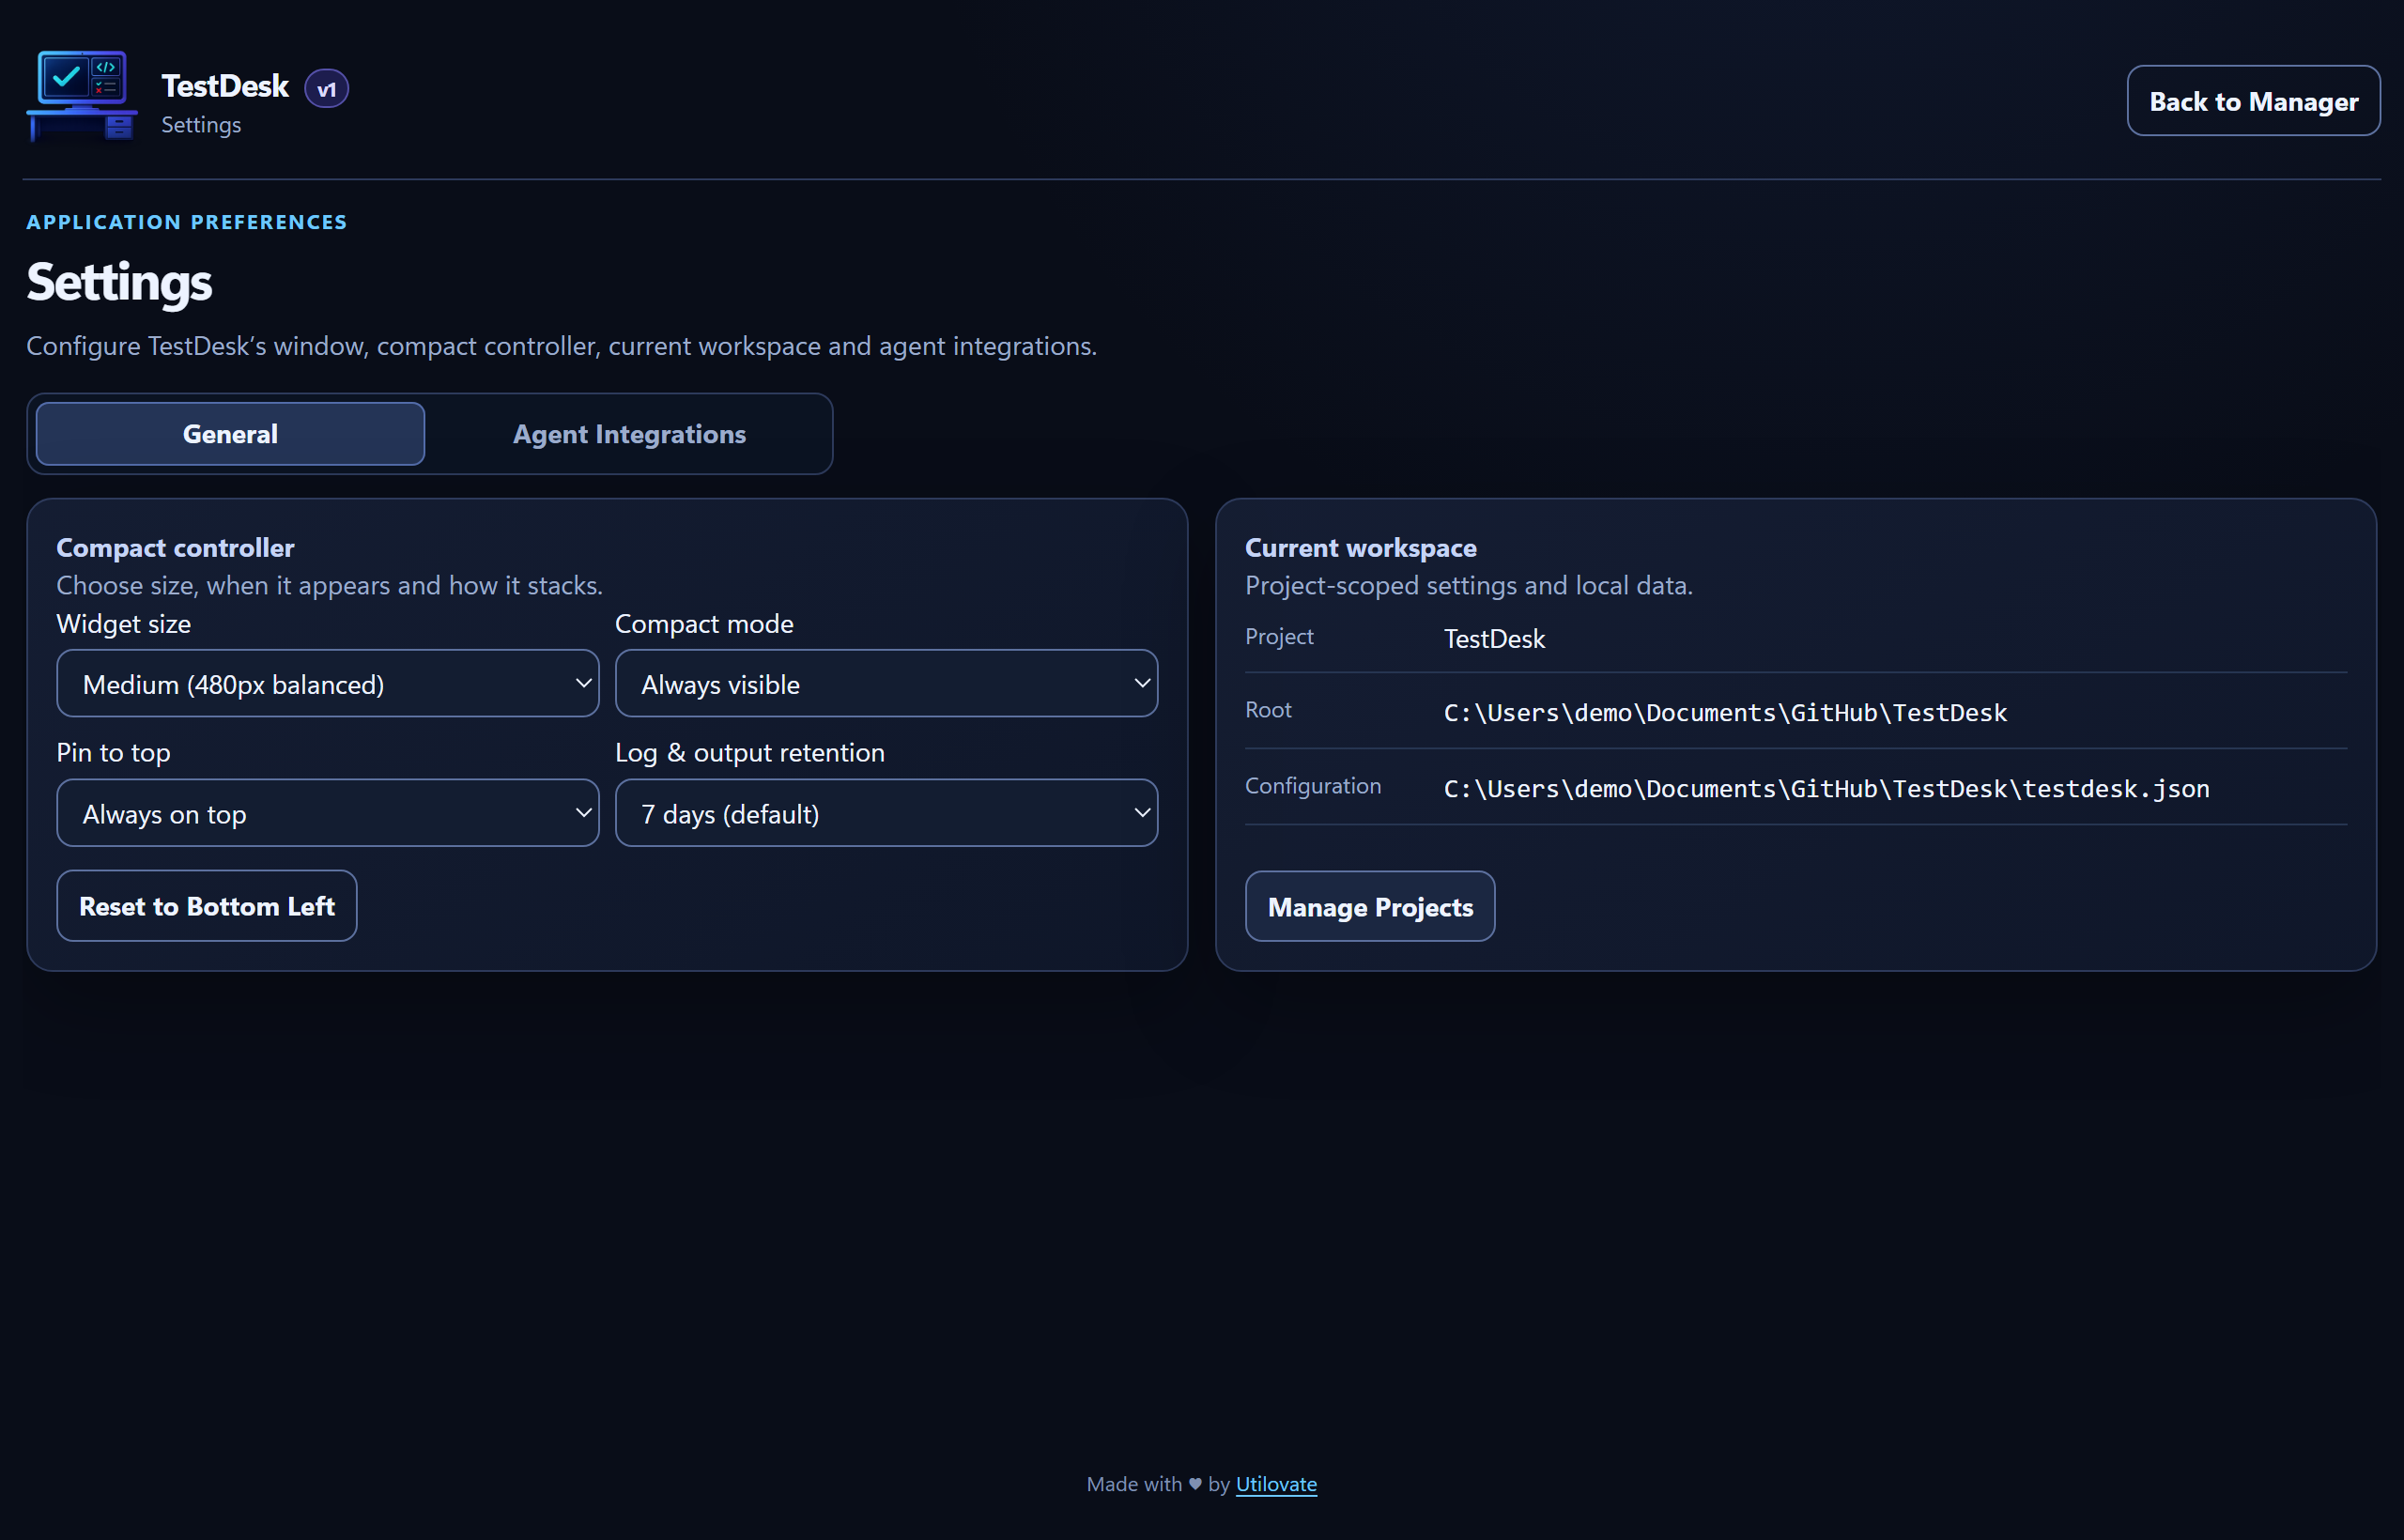 TestDesk v1
Settings
Back to Manager
APPLICATION PREFERENCES
Settings
Configure TestDesk’s window, compact controller, current workspace and agent integrations.
General
Agent Integrations
Compact controller
Choose size, when it appears and how it stacks.
Widget size
Compact mode
Medium (480px balanced)
Always visible
Pin to top
Log & output retention
Always on top
7 days (default)
Reset to Bottom Left
Current workspace
Project-scoped settings and local data.
Project TestDesk
Root C:\Users\demo\Documents\GitHub\TestDesk
Configuration C:\Users\demo\Documents\GitHub\TestDesk\testdesk.json
Manage Projects
Made with ♥ by Utilovate